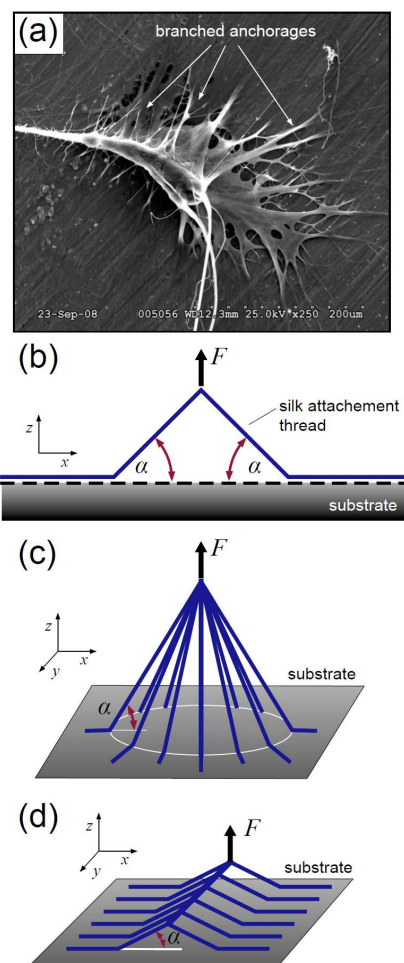 (a)
branched anchorages
23-Sep-08 005056 WD12.3mm 25.0kV x250 200um
(b)
F
silk attachement
thread
z
x
α
α
substrate
(c)
F
z
y
x
substrate
α
(d)
F
z
y
x
substrate
α